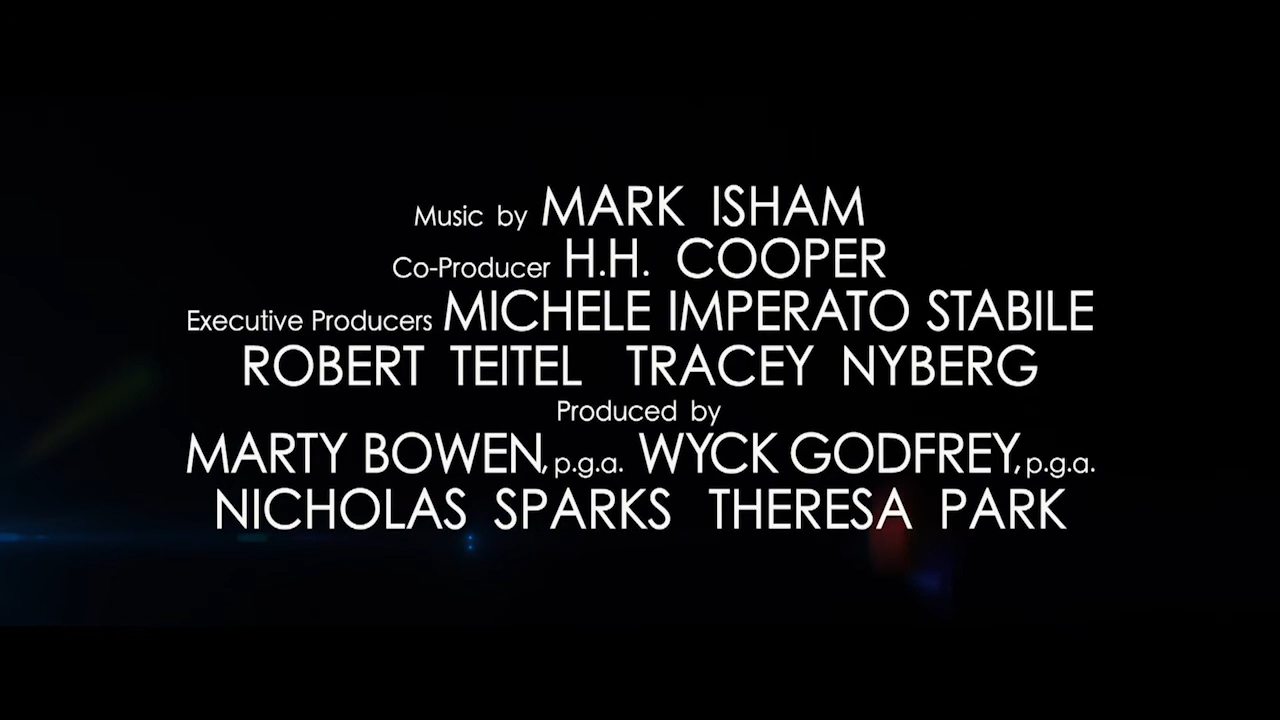 Music by MARK ISHAM
Co-Producer H.H. COOPER
Executive Producers MICHELE IMPERATO STABILE
ROBERT TEITEL TRACEY NYBERG
Produced by
MARTY BOWEN, p.g.a. WYCK GODFREY, p.g.a.
NICHOLAS SPARKS THERESA PARK